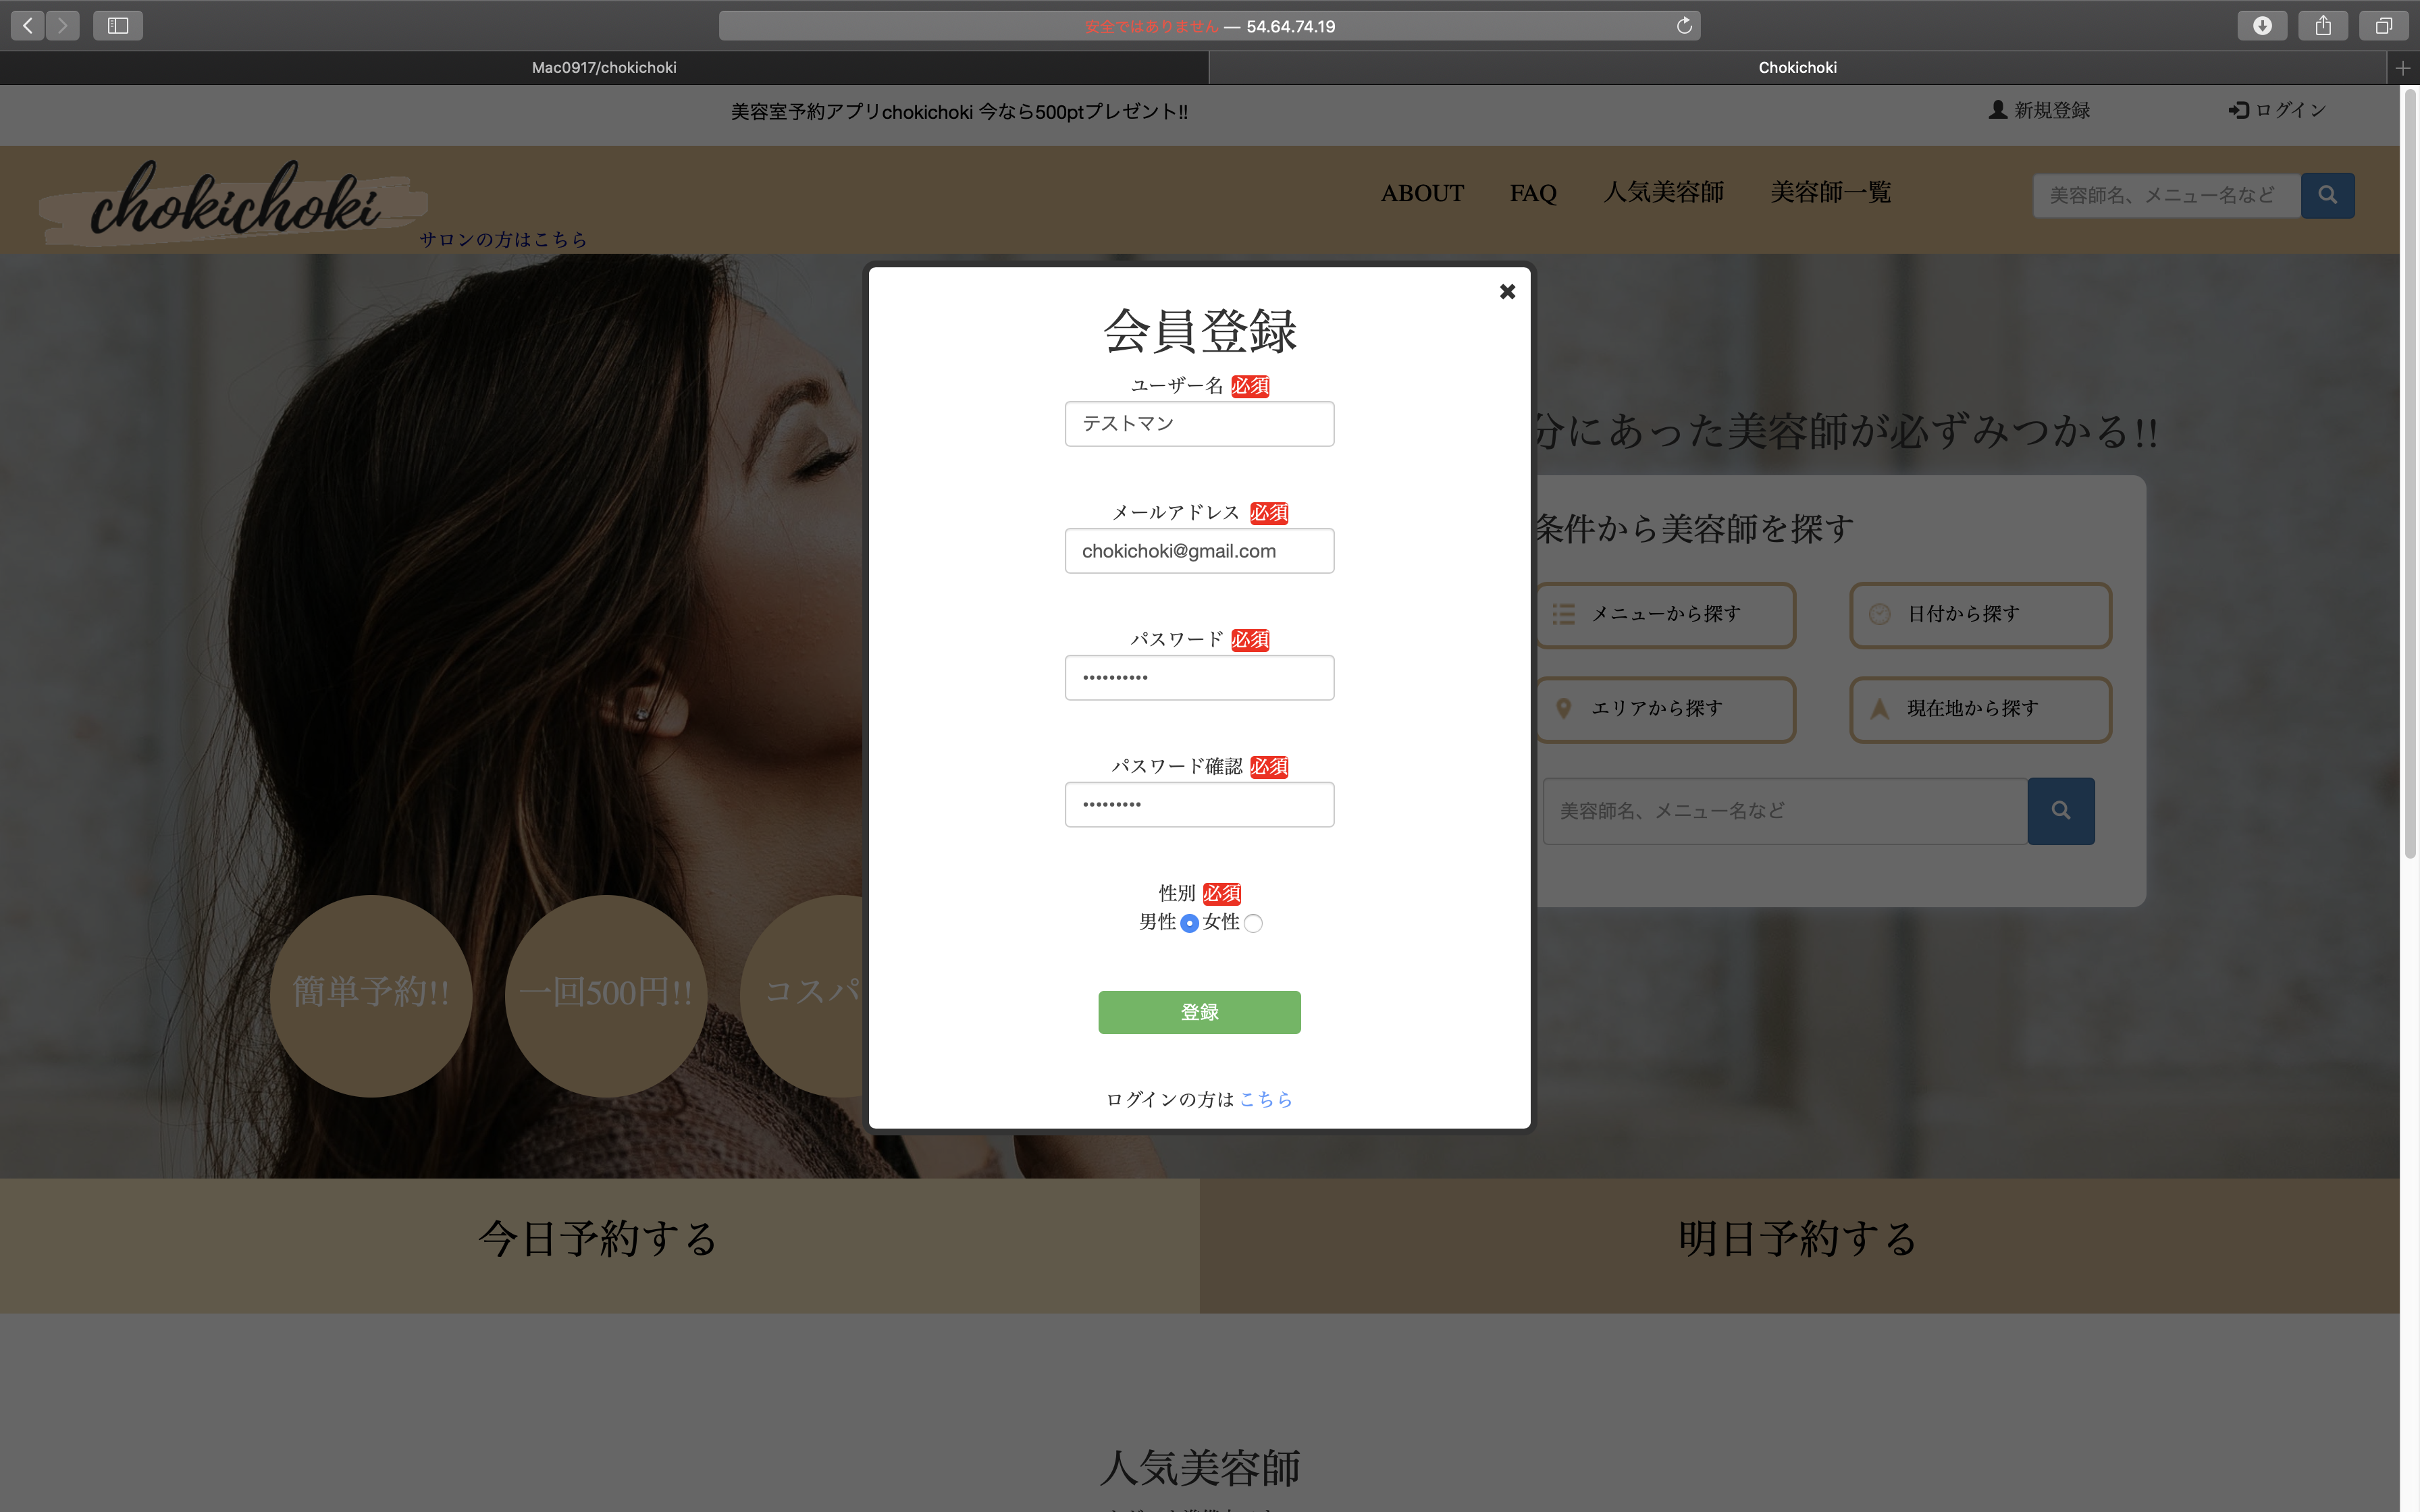 安全ではありません — 54.64.74.19
Mac0917/chokichoki
Chokichoki
美容室予約アプリchokichoki 今なら500ptプレゼント!!
新規登録
ログイン
chokichoki
サロンの方はこちら
ABOUT
FAQ
人気美容師
美容師一覧
美容師名、メニュー名など
会員登録
ユーザー名 必須
テストマン
メールアドレス 必須
chokichoki@gmail.com
パスワード 必須
••••••••••
パスワード確認 必須
•••••••••
性別 必須
男性 女性
登録
ログインの方は こちら
分にあった美容師が必ずみつかる!!
条件から美容師を探す
メニューから探す
日付から探す
エリアから探す
現在地から探す
美容師名、メニュー名など
簡単予約!!
一回500円!!
コスパ
今日予約する
明日予約する
人気美容師